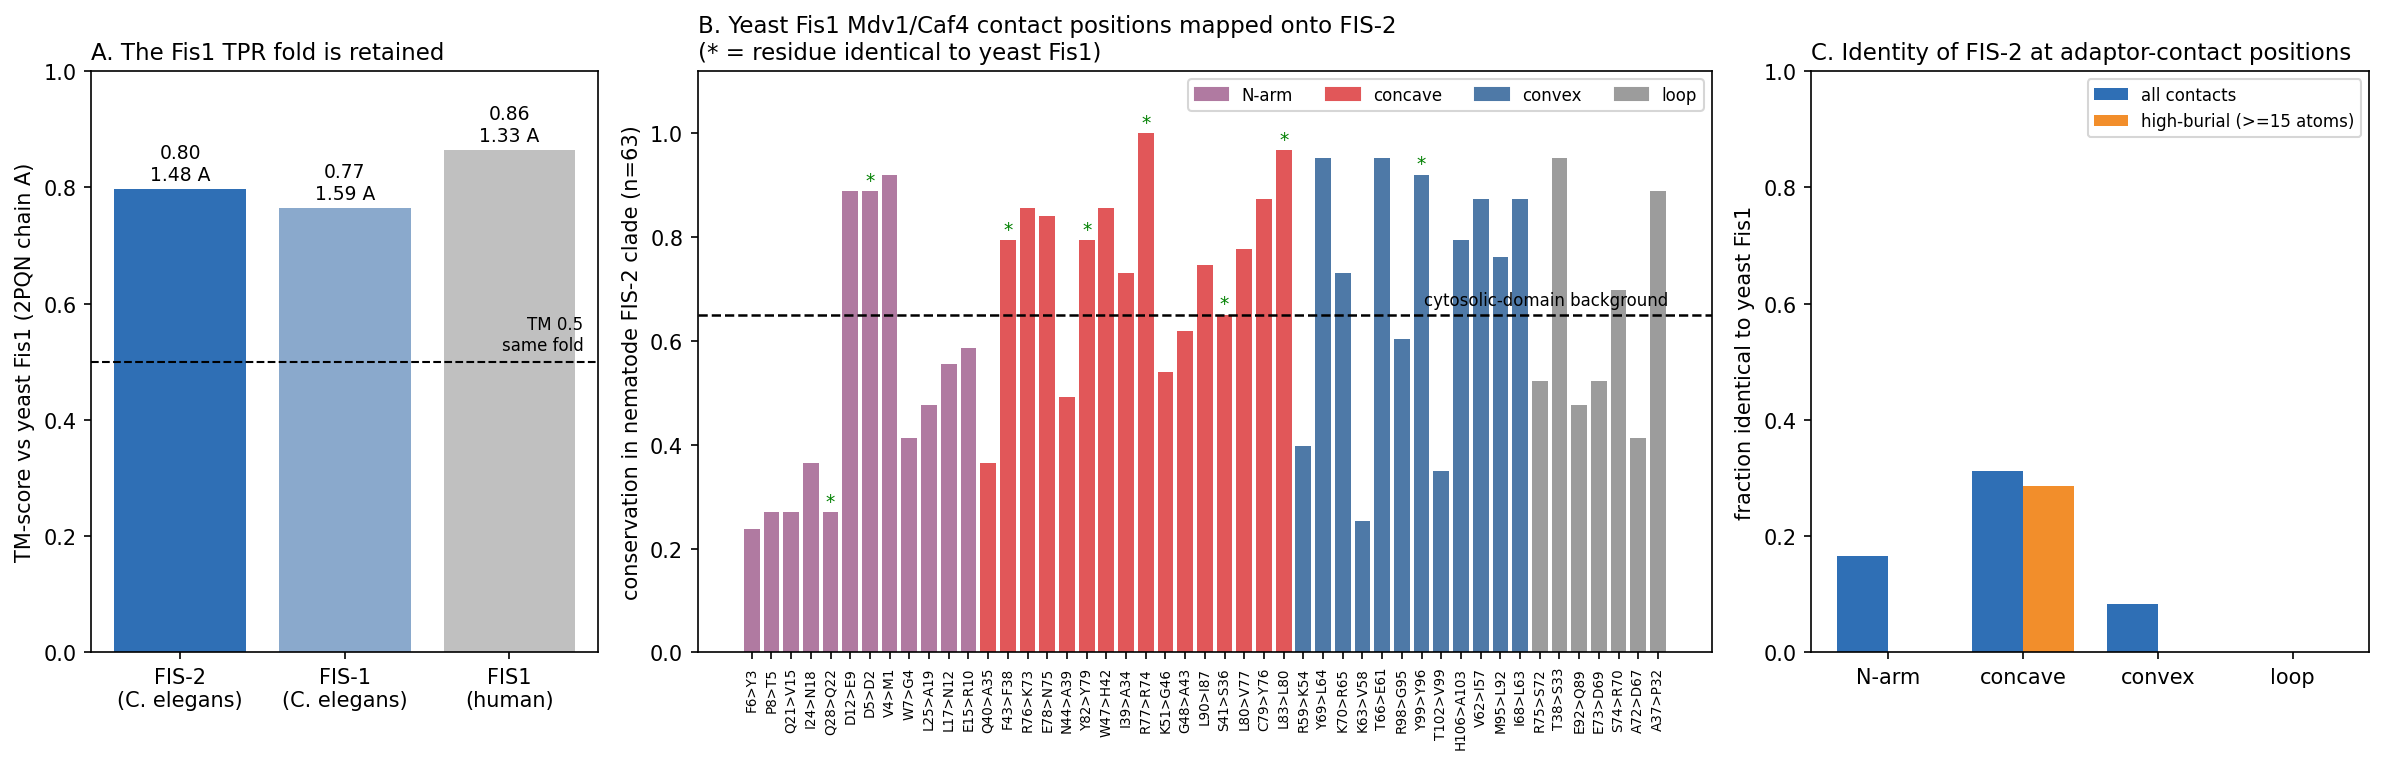 A. The Fis1 TPR fold is retained
TM-score vs yeast Fis1 (2PQN chain A)
1.0
0.8
0.6
0.4
0.2
0.0
0.80
1.48 A
0.77
1.59 A
0.86
1.33 A
TM 0.5
same fold
FIS-2
(C. elegans)
FIS-1
(C. elegans)
FIS1
(human)
B. Yeast Fis1 Mdv1/Caf4 contact positions mapped onto FIS-2
(* = residue identical to yeast Fis1)
conservation in nematode FIS-2 clade (n=63)
1.0
0.8
0.6
0.4
0.2
0.0
N-arm
concave
convex
loop
*
*
*
*
*
*
*
*
cytosolic-domain background
F6>Y3
P8>T5
Q21>V15
I24>N18
Q28>Q22
D12>E9
D5>D2
V4>M1
W7>G4
L25>A19
L17>N12
E15>R10
Q40>A35
F43>F38
R76>K73
E78>N75
N44>A39
Y82>Y79
W47>H42
I39>A34
R77>R74
K51>G46
G48>A43
L90>I87
S41>S36
L80>V77
C79>Y76
L83>L80
R59>K54
Y69>L64
K70>R65
K63>V58
T66>E61
R98>G95
Y99>Y96
T102>V99
H106>A103
V62>I57
M95>L92
I68>L63
R75>S72
T38>S33
E92>Q89
E73>D69
S74>R70
A72>D67
A37>P32
C. Identity of FIS-2 at adaptor-contact positions
fraction identical to yeast Fis1
1.0
0.8
0.6
0.4
0.2
0.0
all contacts
high-burial (>=15 atoms)
N-arm
concave
convex
loop